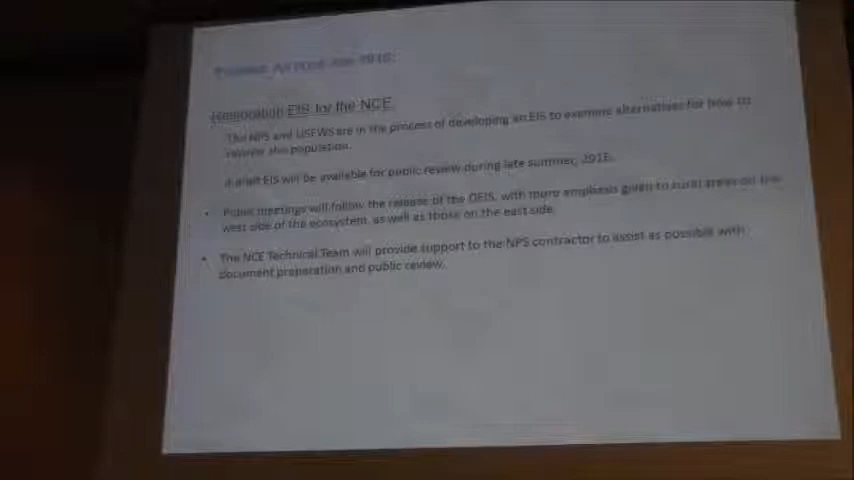 Restoration EIS for the NCE
The NPS and USFWS are in the process of developing an EIS to examine alternatives for how to
restore this population.
A draft EIS will be available for public review during late summer, 2016.
• Public meetings will follow the release of the DEIS, with more emphasis given to rural areas on the
west side of the ecosystem, as well as those on the east side.
• The NCE Technical Team will provide support to the NPS contractor to assist as possible with
document preparation and public review.